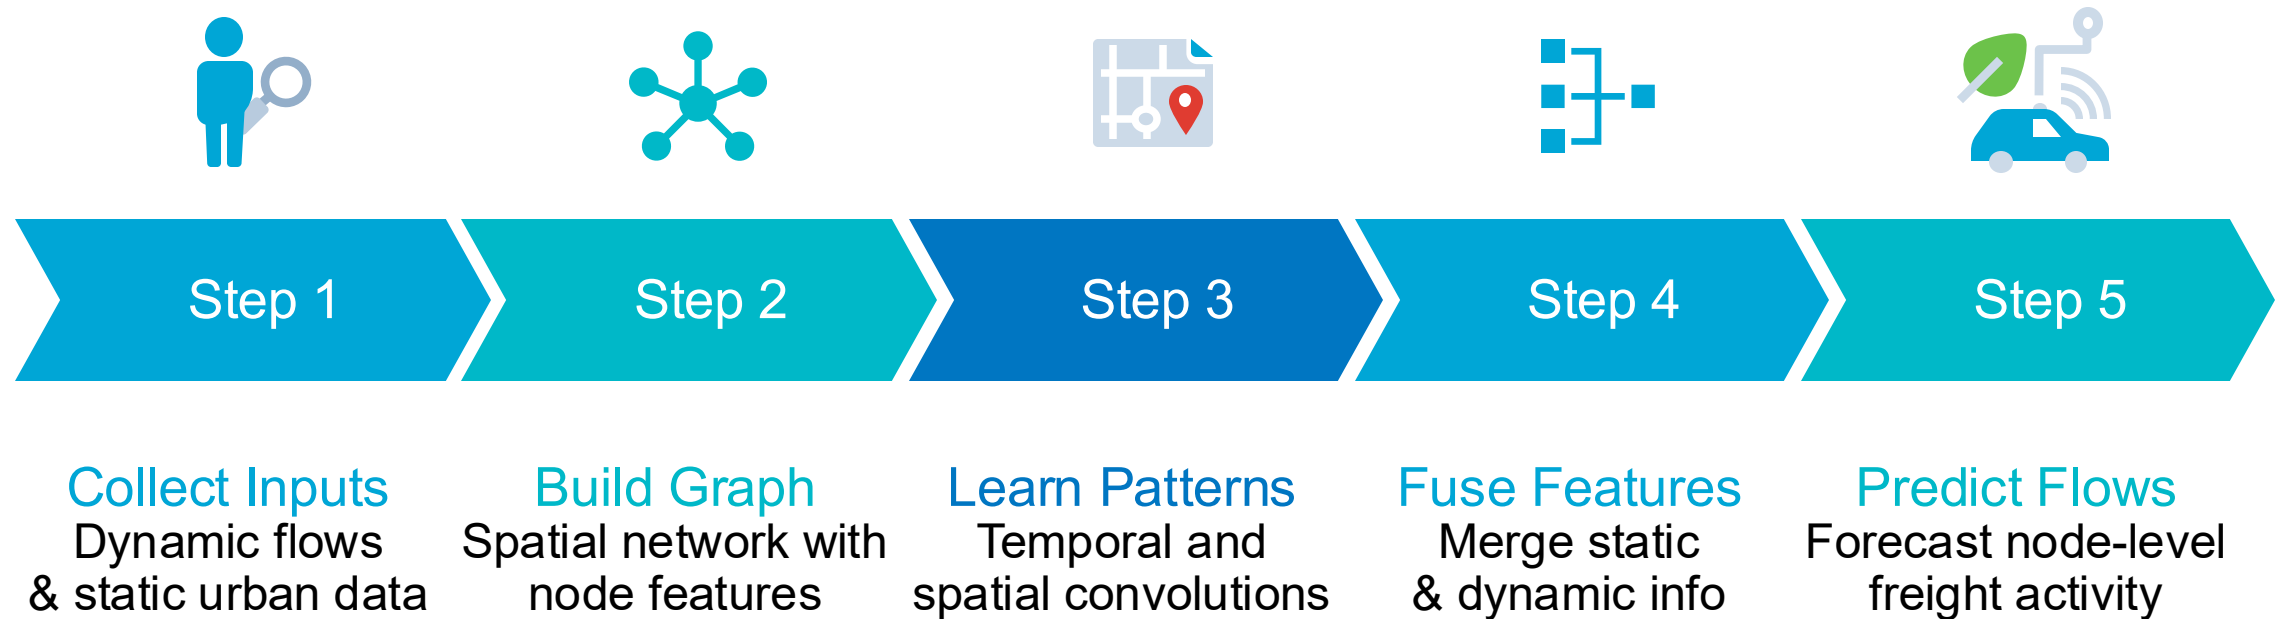 Step 1
Step 2
Step 3
Step 4
Step 5
Collect Inputs
Dynamic flows
& static urban data
Build Graph
Spatial network with
node features
Learn Patterns
Temporal and
spatial convolutions
Fuse Features
Merge static
& dynamic info
Predict Flows
Forecast node-level
freight activity